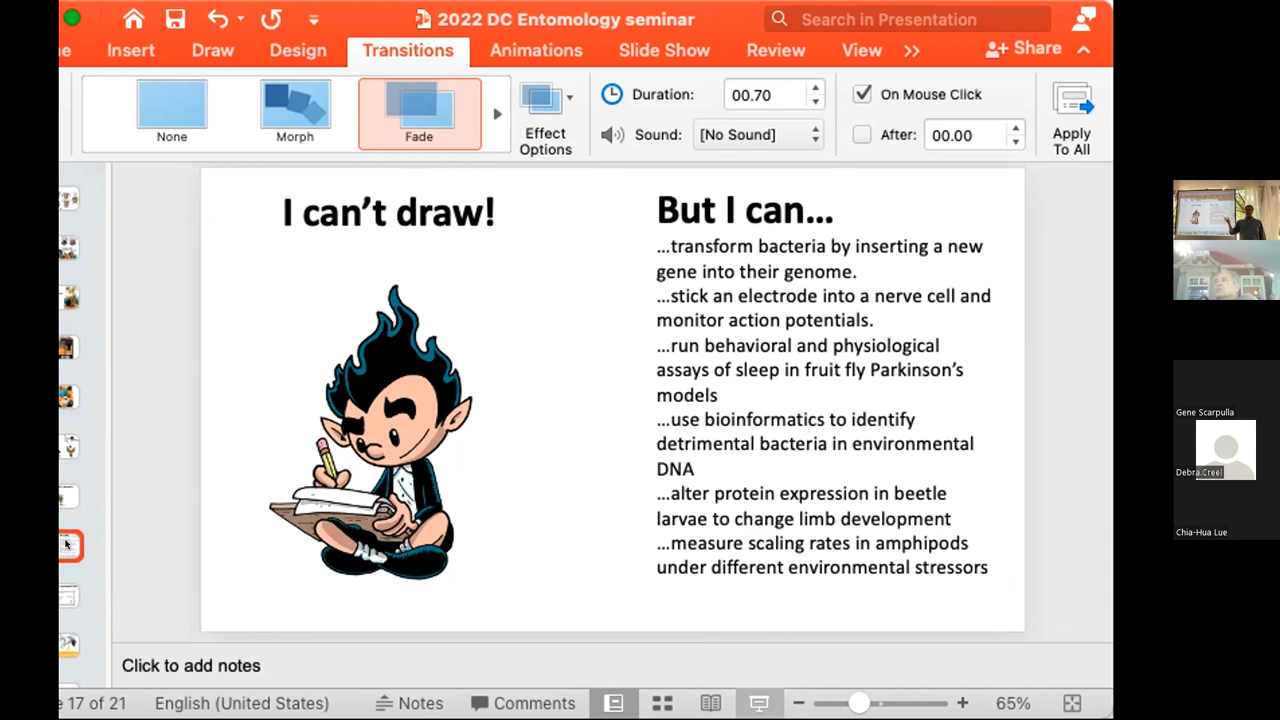 2022 DC Entomology seminar
Search in Presentation
ne
Insert
Draw
Design
Transitions
Animations
Slide Show
Review
View
Share
None
Morph
Fade
Effect
Options
Duration:
00.70
Sound:
[No Sound]
On Mouse Click
After:
00.00
Apply
To All
I can't draw!
But I can...
...transform bacteria by inserting a new
gene into their genome.
...stick an electrode into a nerve cell and
monitor action potentials.
...run behavioral and physiological
assays of sleep in fruit fly Parkinson's
models
...use bioinformatics to identify
detrimental bacteria in environmental
DNA
...alter protein expression in beetle
larvae to change limb development
...measure scaling rates in amphipods
under different environmental stressors
Click to add notes
e 17 of 21
English (United States)
Notes
Comments
65%
Gene Scarpulla
Debra.Creel
Chia-Hua Lue